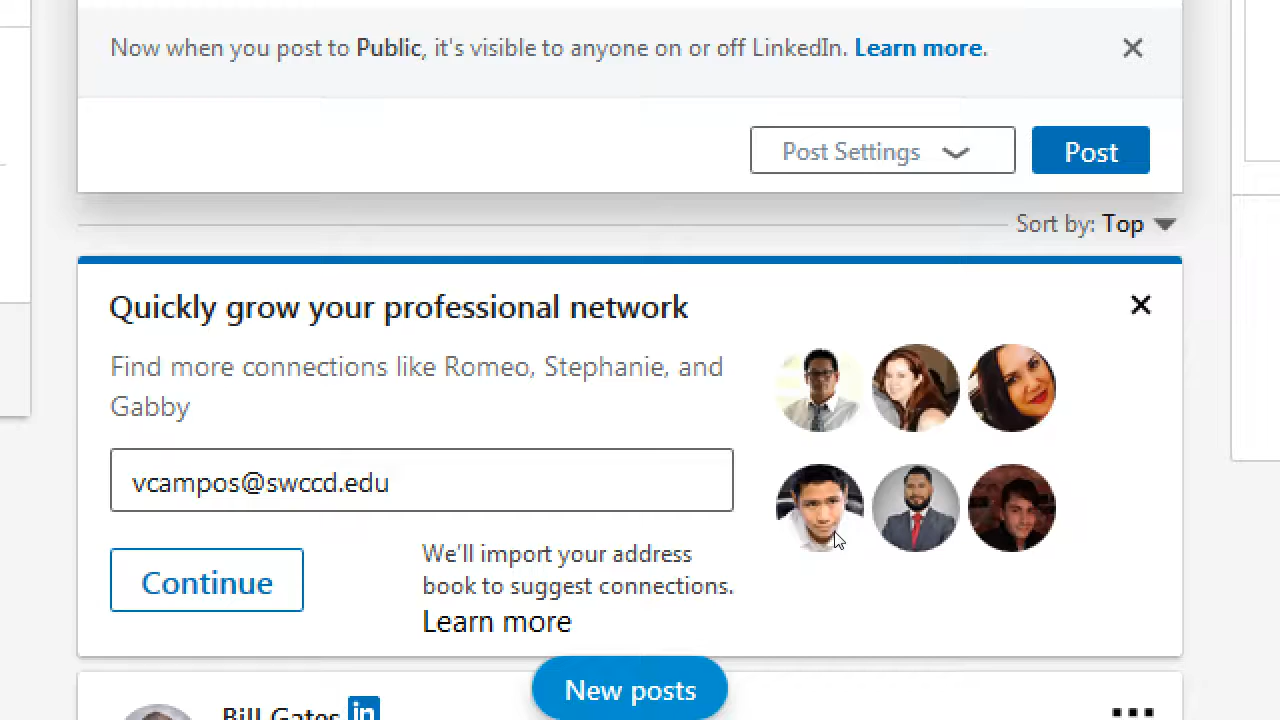 Now when you post to Public, it's visible to anyone on or off LinkedIn. Learn more.
Post Settings
Post
Sort by: Top
Quickly grow your professional network
Find more connections like Romeo, Stephanie, and
Gabby
vcampos@swccd.edu
Continue
We'll import your address
book to suggest connections.
Learn more
New posts
Bill Gates in